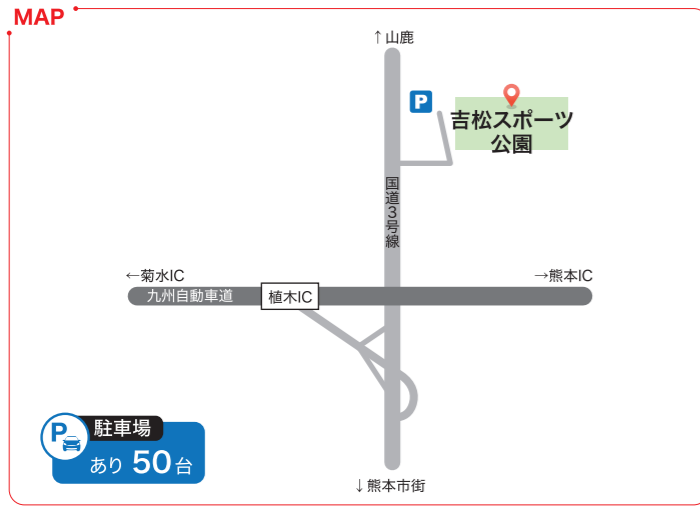 MAP
↑山鹿
P
吉松スポーツ
公園
国道3号線
←菊水IC
→熊本IC
九州自動車道
植木IC
P
駐車場
あり 50台
↓熊本市街